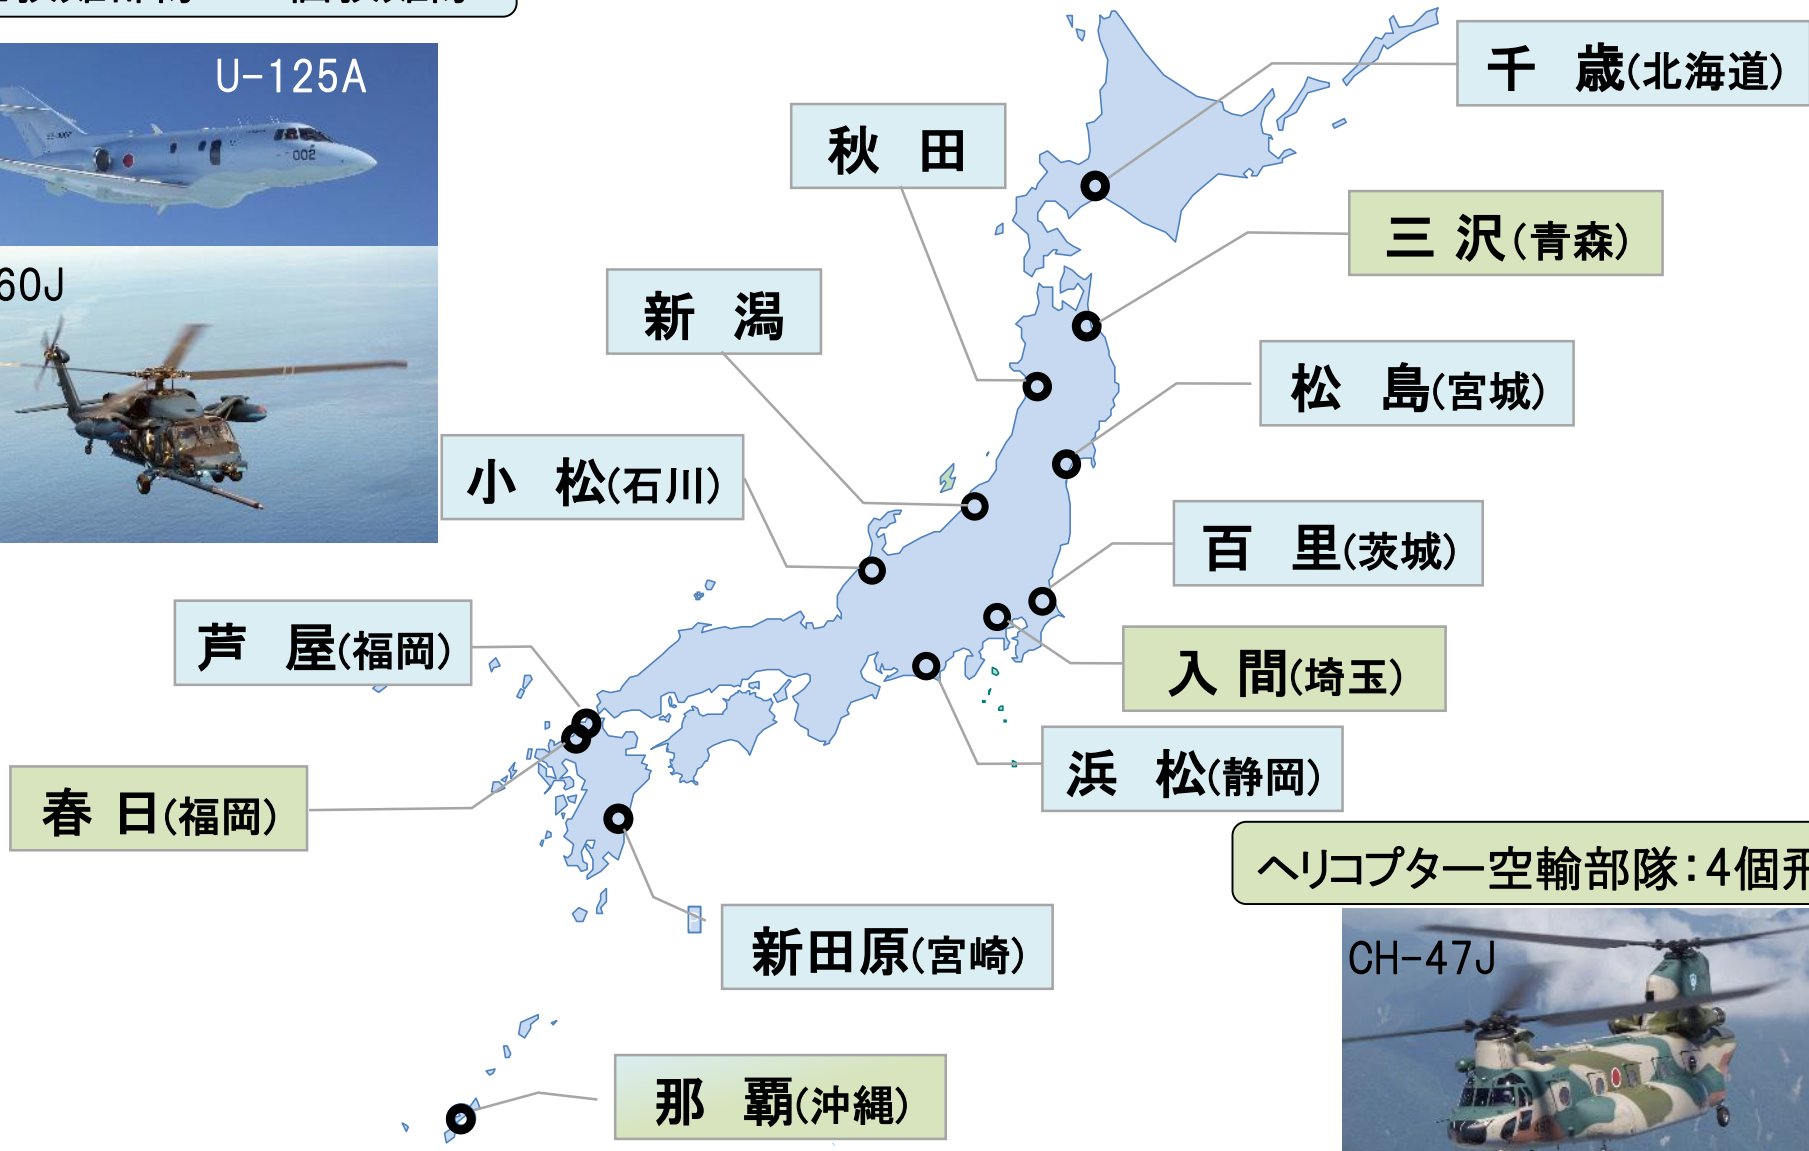 U-125A
60J
千 歳(北海道)
秋 田
三 沢(青森)
新 潟
松 島(宮城)
小 松(石川)
百 里(茨城)
芦 屋(福岡)
入 間(埼玉)
浜 松(静岡)
春 日(福岡)
ヘリコプター空輸部隊：4個飛
新田原(宮崎)
CH-47J
那 覇(沖縄)
002